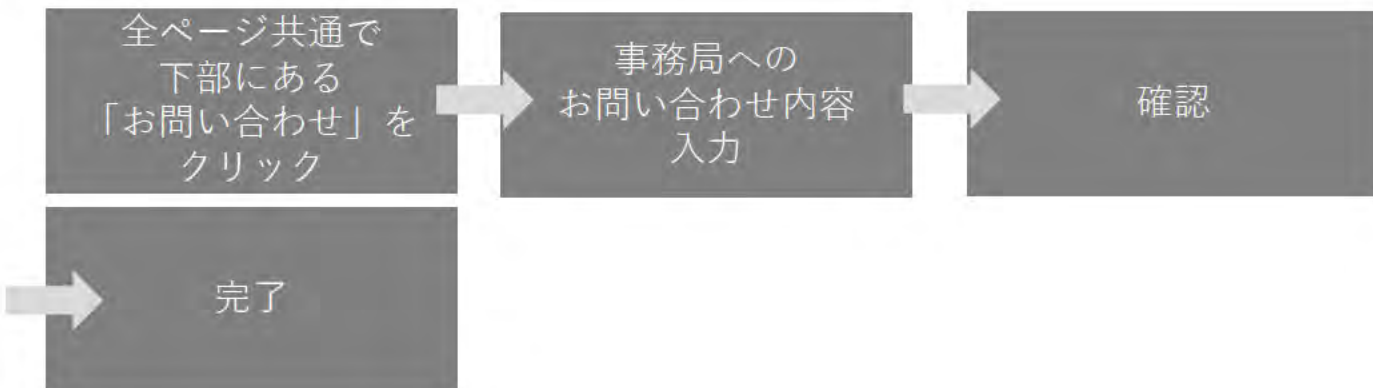 全ページ共通で
下部にある
「お問い合わせ」を
クリック
事務局への
お問い合わせ内容
入力
確認
完了